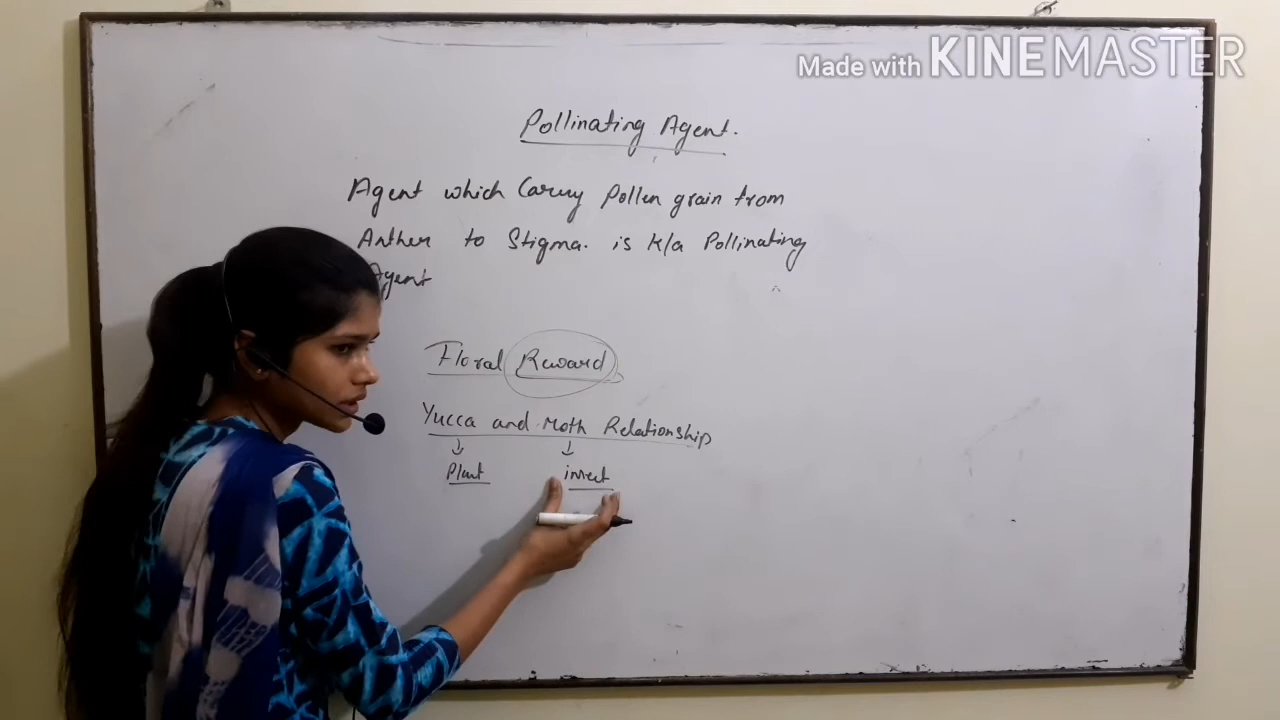 Made with KINEMASTER
Pollinating Agent.
Agent which Carry Pollen grain from
Anther to Stigma. is k/a Pollinating
Agent
Floral Reward
Yucca and Moth Relationship
Plant insect